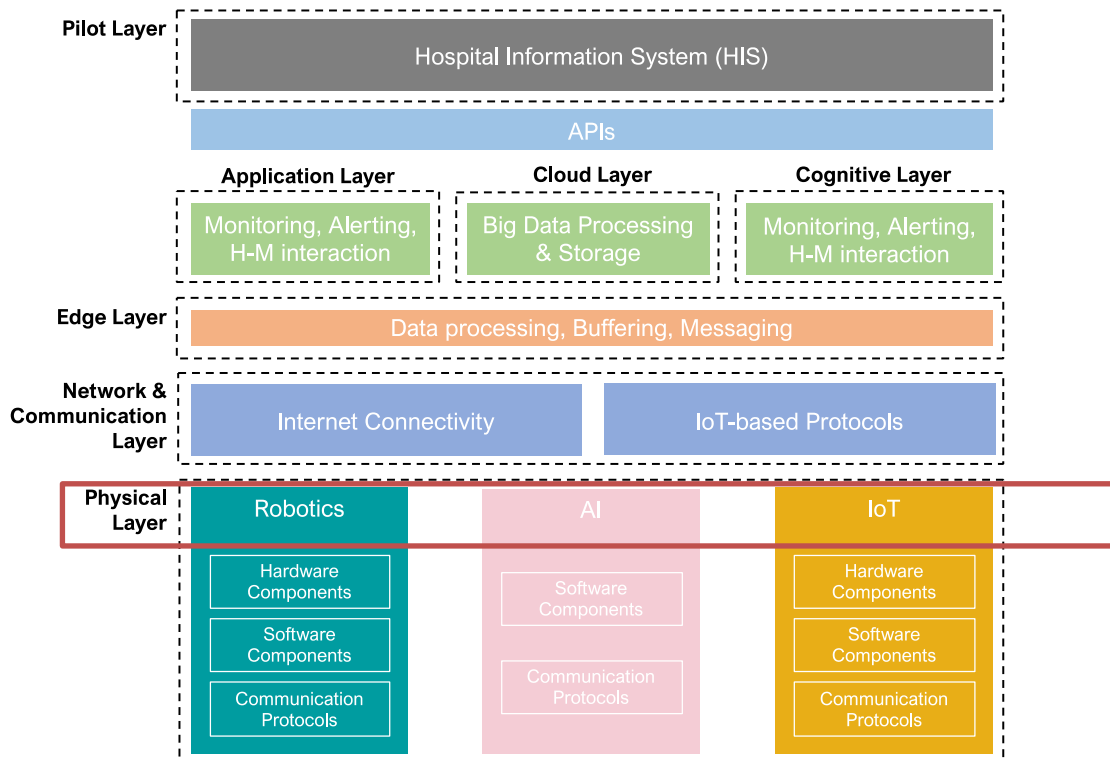 Pilot Layer
Hospital Information System (HIS)
APIs
Application Layer
Cloud Layer
Cognitive Layer
Monitoring, Alerting,
H-M interaction
Big Data Processing
& Storage
Monitoring, Alerting,
H-M interaction
Edge Layer
Data processing, Buffering, Messaging
Network &
Communication
Layer
Internet Connectivity
IoT-based Protocols
Physical
Layer
Robotics
AI
IoT
Hardware
Components
Software
Components
Communication
Protocols
Software
Components
Communication
Protocols
Hardware
Components
Software
Components
Communication
Protocols